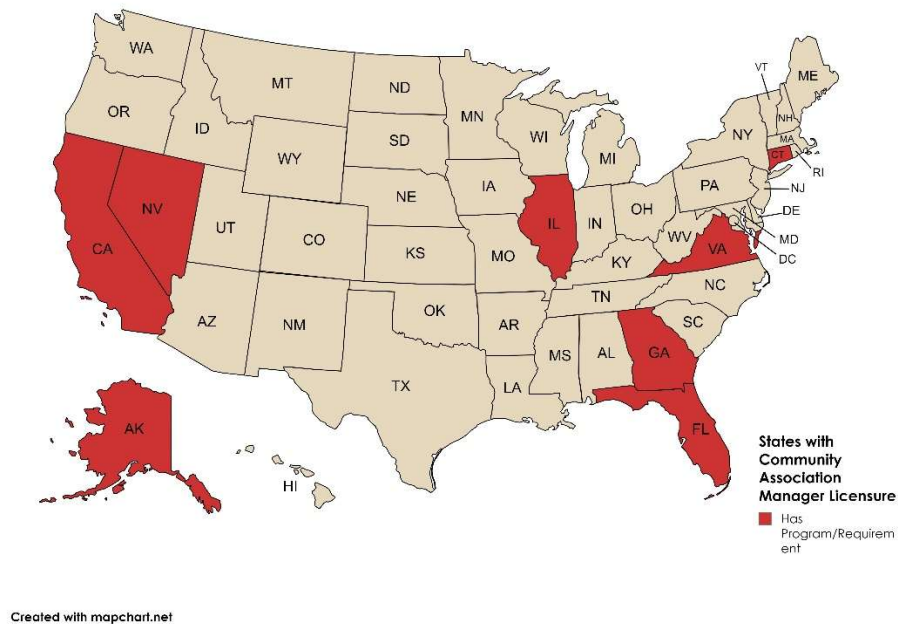 WA
MT
ND
MN
VT
ME
OR
ID
SD
WI
NY
NH
MA
WY
MI
CT
RI
IA
PA
NE
NJ
NV
IL
IN
OH
DE
UT
CA
CO
WV
VA
MD
KS
MO
KY
DC
NC
TN
OK
AZ
NM
AR
SC
MS
AL
GA
LA
TX
AK
FL
HI
States with
Community
Association
Manager Licensure
Has
Program/Requirem
ent
Created with mapchart.net